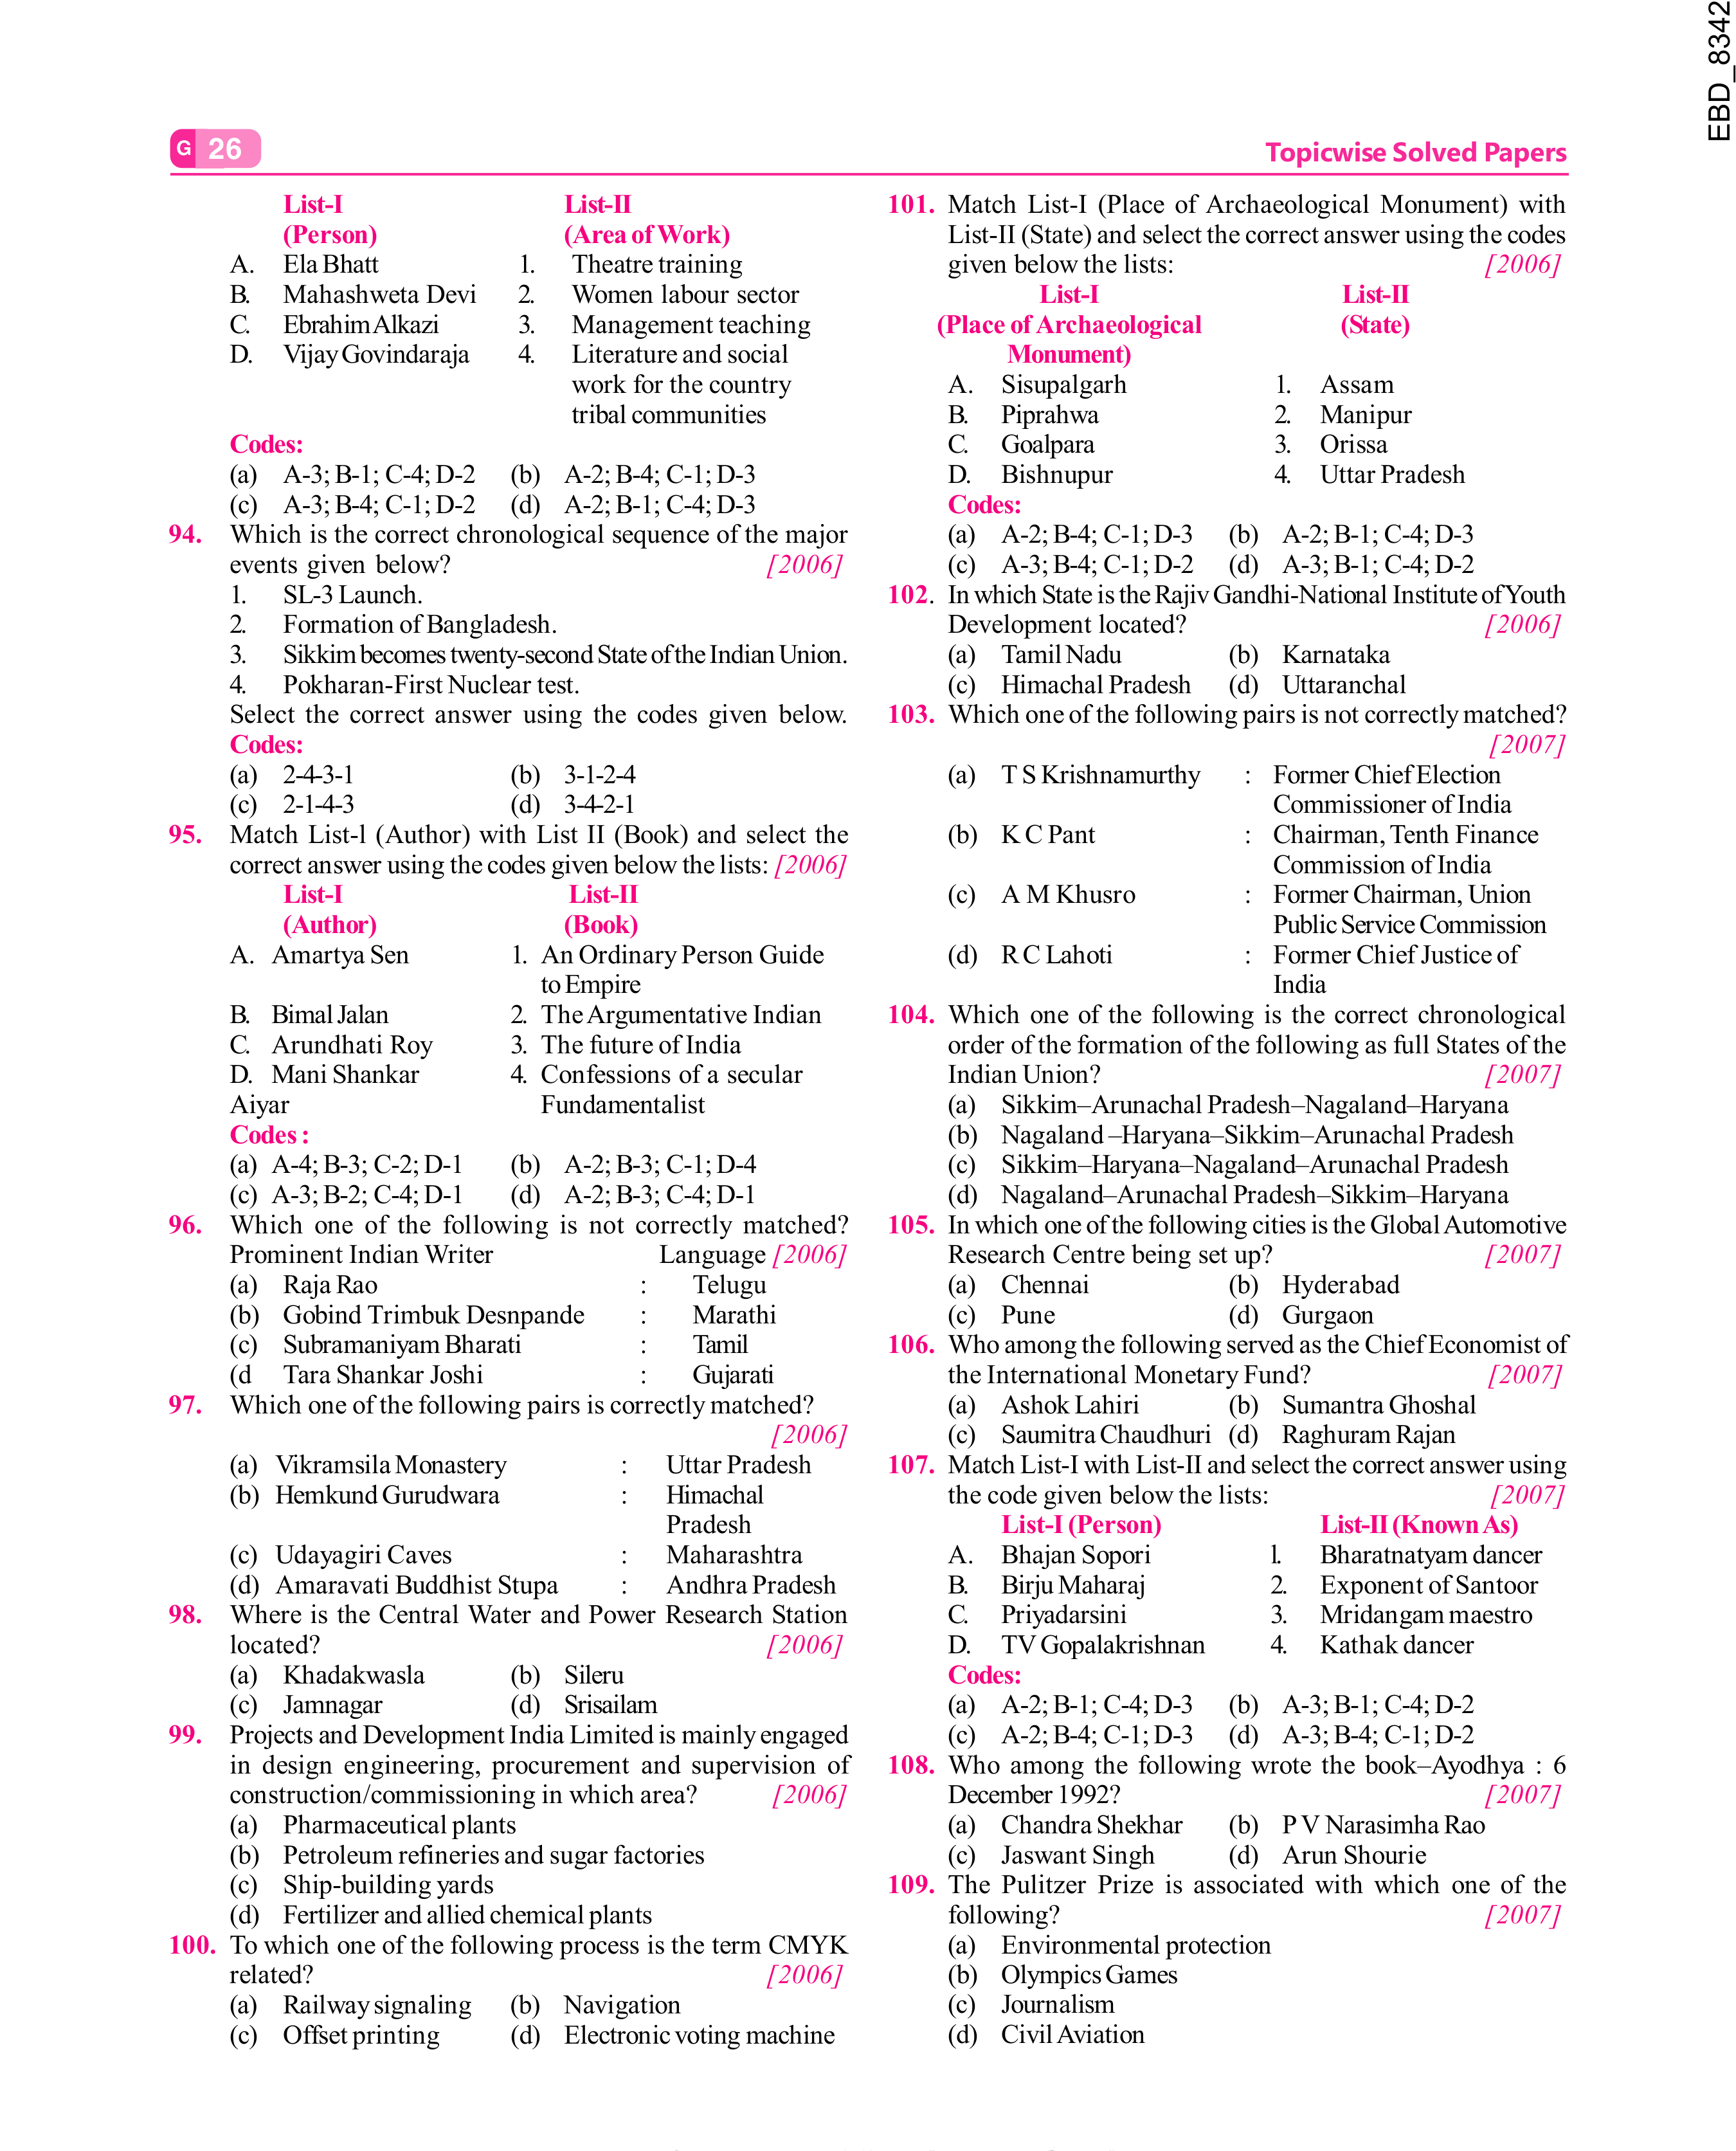 EBD_8342
G 26
Topicwise Solved Papers
List-I List-II
(Person) (Area of Work)
A. Ela Bhatt 1. Theatre training
B. Mahashweta Devi 2. Women labour sector
C. Ebrahim Alkazi 3. Management teaching
D. Vijay Govindaraja 4. Literature and social
work for the country
tribal communities
Codes:
(a) A-3; B-1; C-4; D-2 (b) A-2; B-4; C-1; D-3
(c) A-3; B-4; C-1; D-2 (d) A-2; B-1; C-4; D-3
94. Which is the correct chronological sequence of the major
events given below? [2006]
1. SL-3 Launch.
2. Formation of Bangladesh.
3. Sikkim becomes twenty-second State of the Indian Union.
4. Pokharan-First Nuclear test.
Select the correct answer using the codes given below.
Codes:
(a) 2-4-3-1 (b) 3-1-2-4
(c) 2-1-4-3 (d) 3-4-2-1
95. Match List-l (Author) with List II (Book) and select the
correct answer using the codes given below the lists: [2006]
List-I List-II
(Author) (Book)
A. Amartya Sen 1. An Ordinary Person Guide
to Empire
B. Bimal Jalan 2. The Argumentative Indian
C. Arundhati Roy 3. The future of India
D. Mani Shankar 4. Confessions of a secular
Aiyar Fundamentalist
Codes :
(a) A-4; B-3; C-2; D-1 (b) A-2; B-3; C-1; D-4
(c) A-3; B-2; C-4; D-1 (d) A-2; B-3; C-4; D-1
96. Which one of the following is not correctly matched?
Prominent Indian Writer Language [2006]
(a) Raja Rao : Telugu
(b) Gobind Trimbuk Desnpande : Marathi
(c) Subramaniyam Bharati : Tamil
(d Tara Shankar Joshi : Gujarati
97. Which one of the following pairs is correctly matched?
[2006]
(a) Vikramsila Monastery : Uttar Pradesh
(b) Hemkund Gurudwara : Himachal
Pradesh
(c) Udayagiri Caves : Maharashtra
(d) Amaravati Buddhist Stupa : Andhra Pradesh
98. Where is the Central Water and Power Research Station
located? [2006]
(a) Khadakwasla (b) Sileru
(c) Jamnagar (d) Srisailam
99. Projects and Development India Limited is mainly engaged
in design engineering, procurement and supervision of
construction/commissioning in which area? [2006]
(a) Pharmaceutical plants
(b) Petroleum refineries and sugar factories
(c) Ship-building yards
(d) Fertilizer and allied chemical plants
100. To which one of the following process is the term CMYK
related? [2006]
(a) Railway signaling (b) Navigation
(c) Offset printing (d) Electronic voting machine
101. Match List-I (Place of Archaeological Monument) with
List-II (State) and select the correct answer using the codes
given below the lists: [2006]
List-I List-II
(Place of Archaeological (State)
Monument)
A. Sisupalgarh 1. Assam
B. Piprahwa 2. Manipur
C. Goalpara 3. Orissa
D. Bishnupur 4. Uttar Pradesh
Codes:
(a) A-2; B-4; C-1; D-3 (b) A-2; B-1; C-4; D-3
(c) A-3; B-4; C-1; D-2 (d) A-3; B-1; C-4; D-2
102. In which State is the Rajiv Gandhi-National Institute of Youth
Development located? [2006]
(a) Tamil Nadu (b) Karnataka
(c) Himachal Pradesh (d) Uttaranchal
103. Which one of the following pairs is not correctly matched?
[2007]
(a) T S Krishnamurthy : Former Chief Election
Commissioner of India
(b) K C Pant : Chairman, Tenth Finance
Commission of India
(c) A M Khusro : Former Chairman, Union
Public Service Commission
(d) R C Lahoti : Former Chief Justice of
India
104. Which one of the following is the correct chronological
order of the formation of the following as full States of the
Indian Union? [2007]
(a) Sikkim–Arunachal Pradesh–Nagaland–Haryana
(b) Nagaland –Haryana–Sikkim–Arunachal Pradesh
(c) Sikkim–Haryana–Nagaland–Arunachal Pradesh
(d) Nagaland–Arunachal Pradesh–Sikkim–Haryana
105. In which one of the following cities is the Global Automotive
Research Centre being set up? [2007]
(a) Chennai (b) Hyderabad
(c) Pune (d) Gurgaon
106. Who among the following served as the Chief Economist of
the International Monetary Fund? [2007]
(a) Ashok Lahiri (b) Sumantra Ghoshal
(c) Saumitra Chaudhuri (d) Raghuram Rajan
107. Match List-I with List-II and select the correct answer using
the code given below the lists: [2007]
List-I (Person) List-II (Known As)
A. Bhajan Sopori l. Bharatnatyam dancer
B. Birju Maharaj 2. Exponent of Santoor
C. Priyadarsini 3. Mridangam maestro
D. TV Gopalakrishnan 4. Kathak dancer
Codes:
(a) A-2; B-1; C-4; D-3 (b) A-3; B-1; C-4; D-2
(c) A-2; B-4; C-1; D-3 (d) A-3; B-4; C-1; D-2
108. Who among the following wrote the book–Ayodhya : 6
December 1992? [2007]
(a) Chandra Shekhar (b) P V Narasimha Rao
(c) Jaswant Singh (d) Arun Shourie
109. The Pulitzer Prize is associated with which one of the
following? [2007]
(a) Environmental protection
(b) Olympics Games
(c) Journalism
(d) Civil Aviation